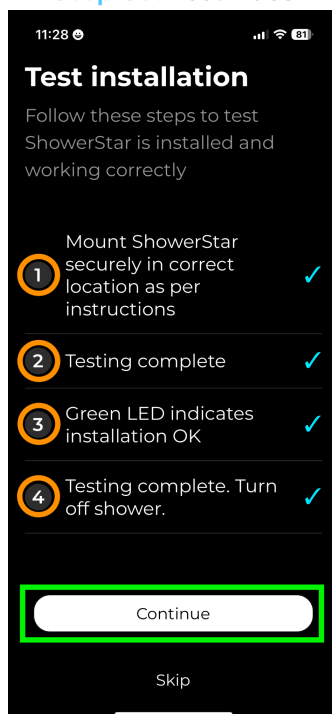 11:28
81
Test installation
Follow these steps to test
ShowerStar is installed and
working correctly
1
Mount ShowerStar
securely in correct
location as per
instructions
2
Testing complete
3
Green LED indicates
installation OK
4
Testing complete. Turn
off shower.
Continue
Skip